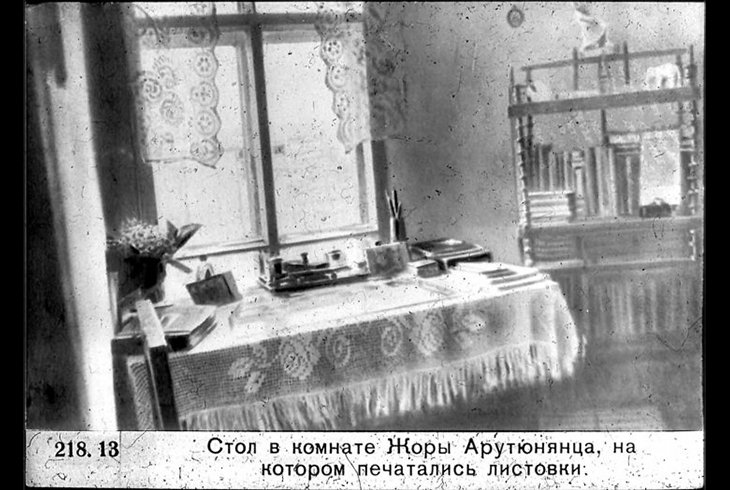 218.13 Стол в комнате Жоры Арутюнянца, на
котором печатались листовки.